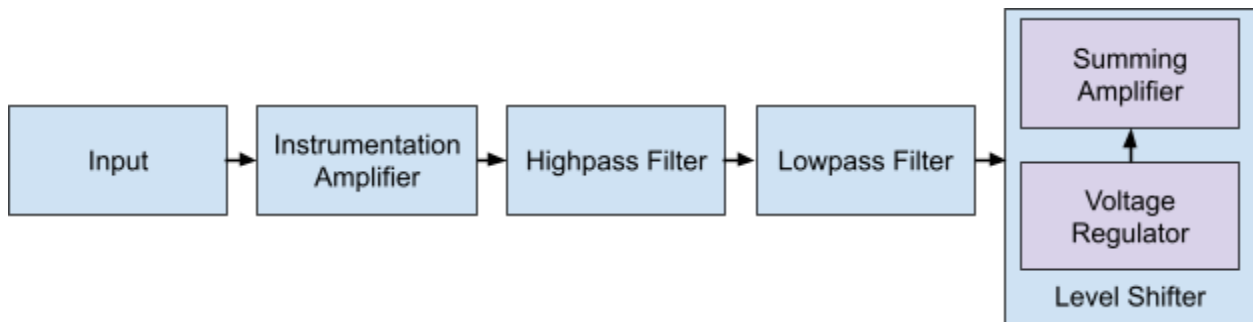 Input
Instrumentation
Amplifier
Highpass Filter
Lowpass Filter
Summing
Amplifier
Voltage
Regulator
Level Shifter